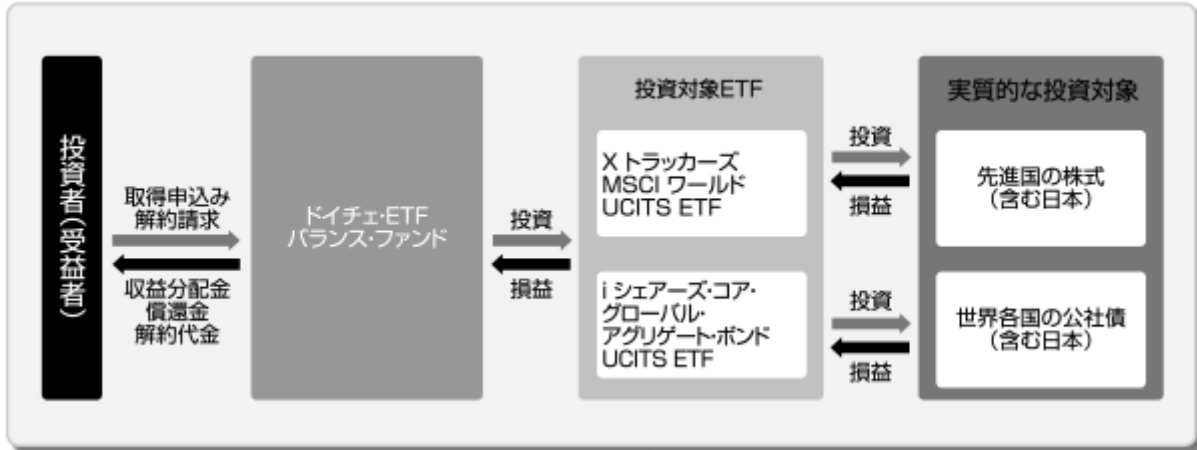 投資者(受益者)
取得申込み
解約請求
収益分配金
償還金
解約代金
ドイチェ・ETF
バランス・ファンド
投資
損益
投資対象ETF
X トラッカーズ
MSCI ワールド
UCITS ETF
i シェアーズ・コア・
グローバル・
アグリゲート・ボンド
UCITS ETF
投資
損益
投資
損益
実質的な投資対象
先進国の株式
(含む日本)
世界各国の公社債
(含む日本)